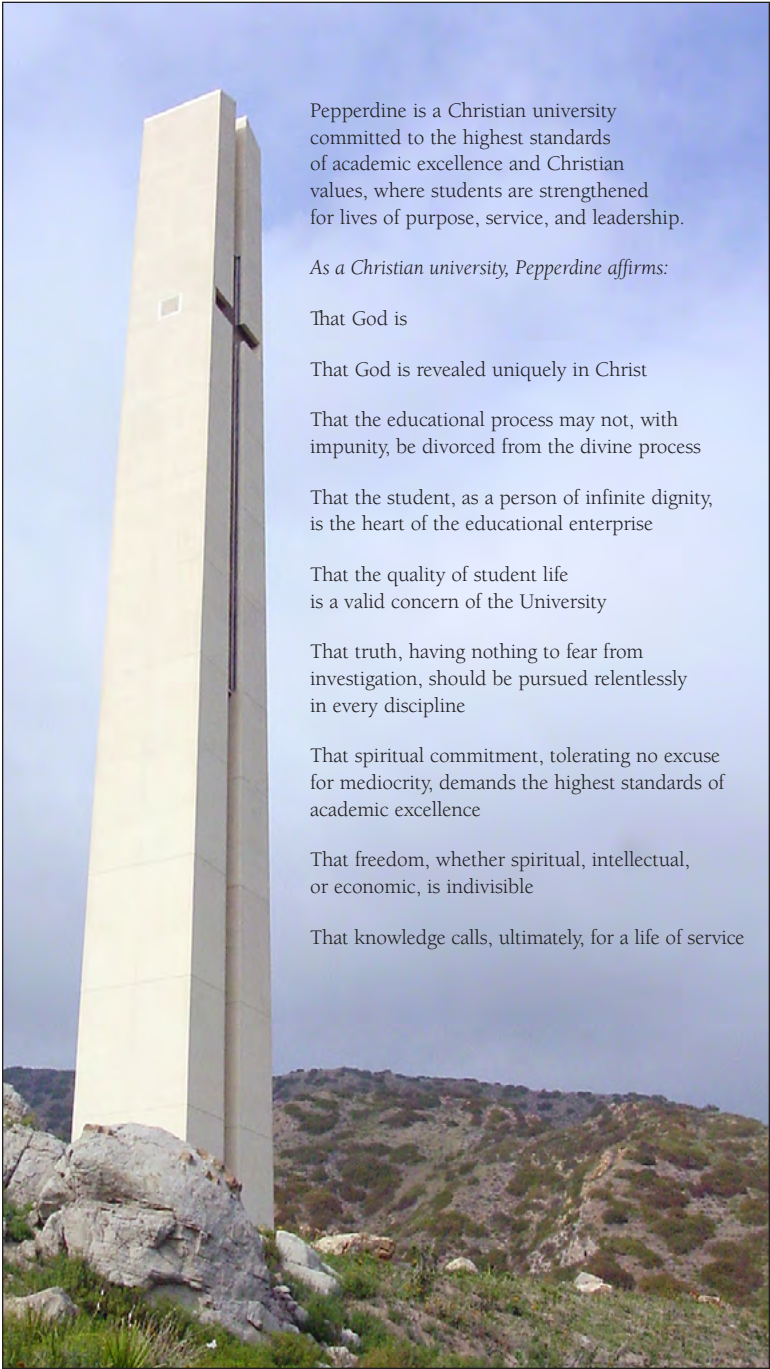 Pepperdine is a Christian university
committed to the highest standards
of academic excellence and Christian
values, where students are strengthened
for lives of purpose, service, and leadership.
As a Christian university, Pepperdine affirms:
That God is
That God is revealed uniquely in Christ
That the educational process may not, with
impunity, be divorced from the divine process
That the student, as a person of infinite dignity,
is the heart of the educational enterprise
That the quality of student life
is a valid concern of the University
That truth, having nothing to fear from
investigation, should be pursued relentlessly
in every discipline
That spiritual commitment, tolerating no excuse
for mediocrity, demands the highest standards of
academic excellence
That freedom, whether spiritual, intellectual,
or economic, is indivisible
That knowledge calls, ultimately, for a life of service